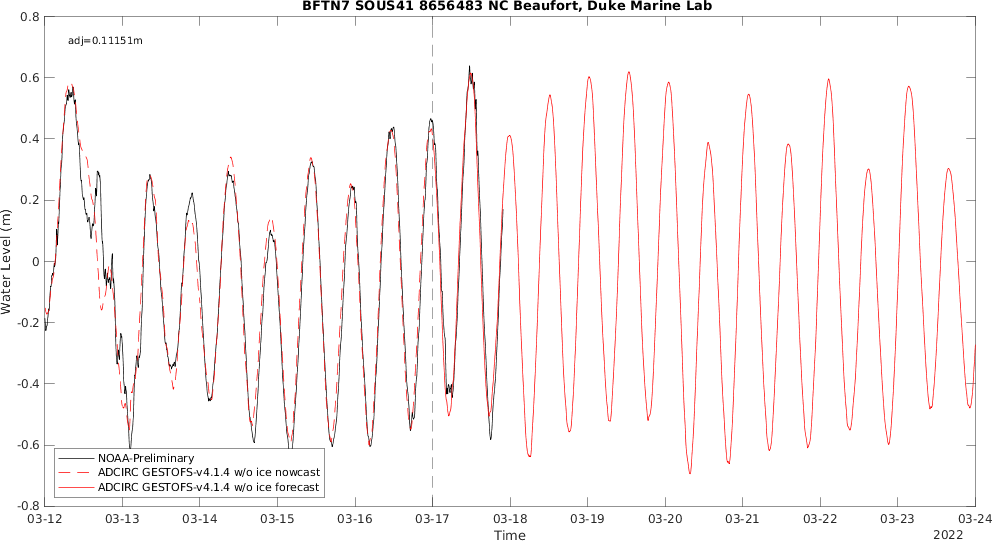 BFTN7 SOUS41 8656483 NC Beaufort, Duke Marine Lab
adj=0.11151m
0.8
0.6
0.4
0.2
0
-0.2
-0.4
-0.6
-0.8
Water Level (m)
NOAA-Preliminary
ADCIRC GESTOFS-v4.1.4 w/o ice nowcast
ADCIRC GESTOFS-v4.1.4 w/o ice forecast
03-12 03-13 03-14 03-15 03-16 03-17 03-18 03-19 03-20 03-21 03-22 03-23 03-24
Time
2022